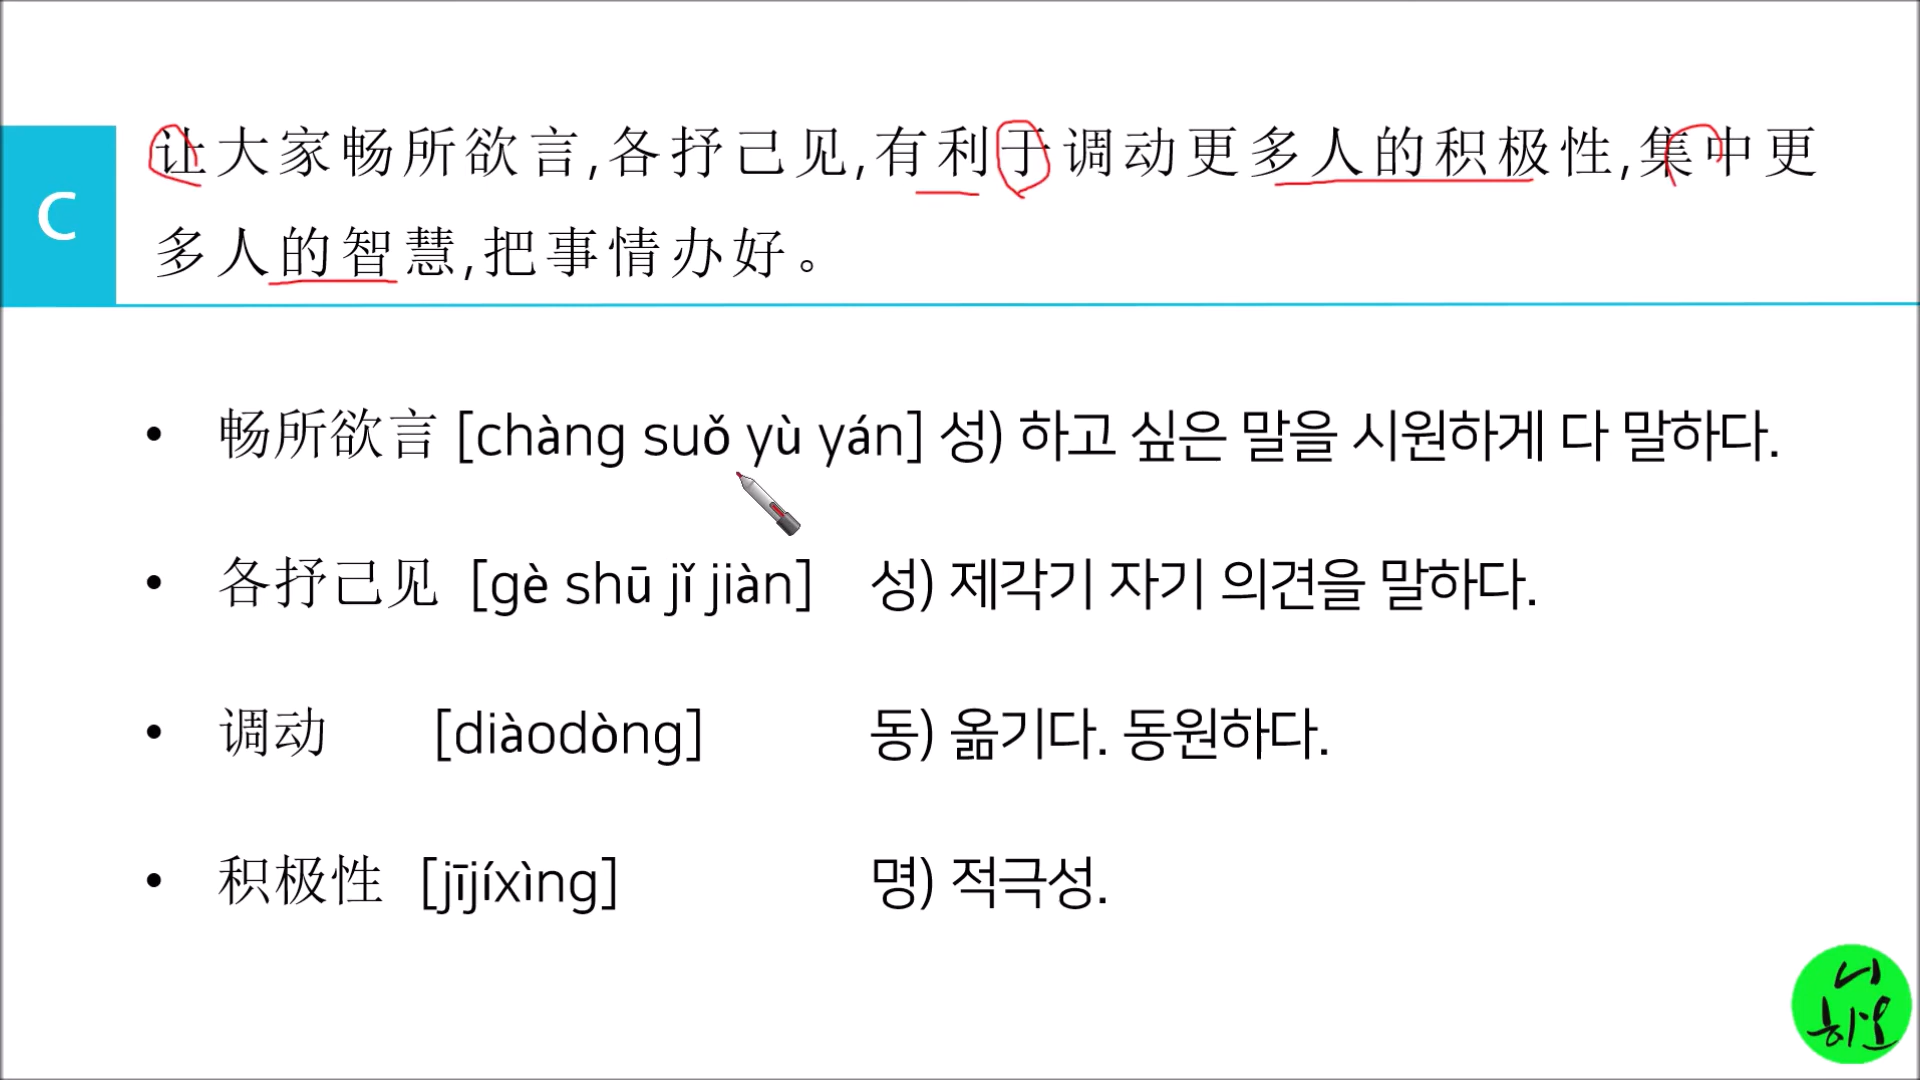 C
让大家畅所欲言,各抒己见,有利于调动更多人的积极性,集中更
多人的智慧,把事情办好。
• 畅所欲言 [chàng suǒ yù yán] 성) 하고 싶은 말을 시원하게 다 말하다.
• 各抒己见 [gè shū jǐ jiàn] 성) 제각기 자기 의견을 말하다.
• 调动 [diàodòng] 동) 옮기다. 동원하다.
• 积极性 [jījíxìng] 명) 적극성.
니
하오